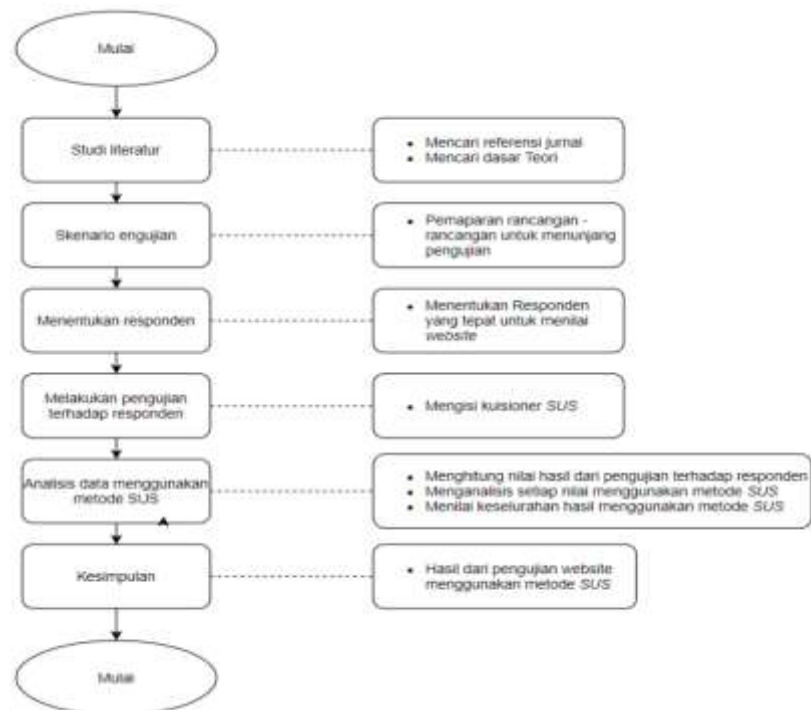 Mulai
Studi literatur
• Mencari referensi jurnal
• Mencari dasar Teori
Skenario engujian
• Pemaparan rancangan -
rancangan untuk menunjang
pengujian
Menentukan responden
• Menentukan Responden
yang tepat untuk menilai
website
Melakukan pengujian
terhadap responden
• Mengisi kuisioner SUS
Analisis data menggunakan
metode SUS
• Menghitung nilai hasil dari pengujian terhadap responden
• Menganalisis setiap nilai menggunakan metode SUS
• Menilai keselurahan hasil menggunakan metode SUS
Kesimpulan
• Hasil dari pengujian website
menggunakan metode SUS
Mulai